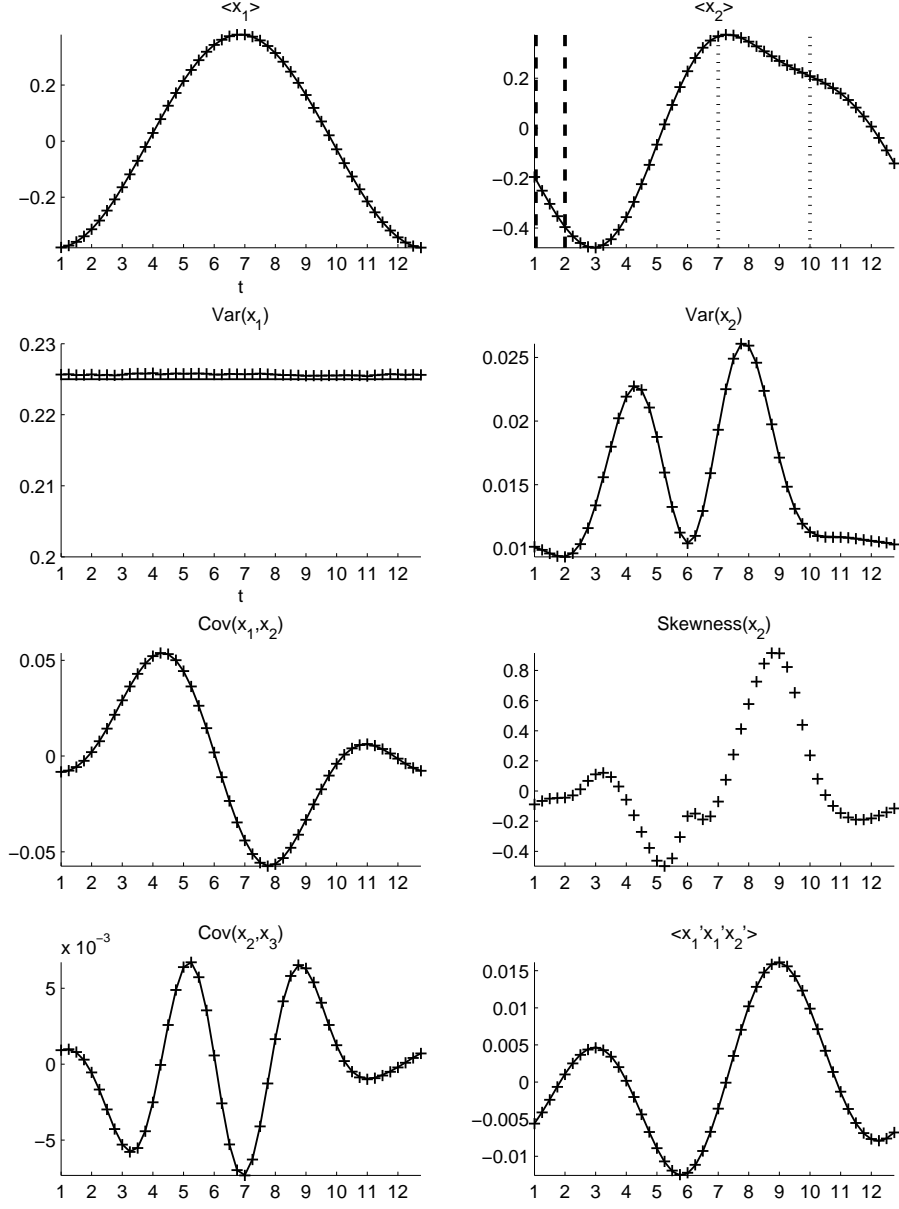 <x1>
0.2
0
−0.2
1 2 3 4 5 6 7 8 9 10 11 12
t
<x2>
0.2
0
−0.2
−0.4
1 2 3 4 5 6 7 8 9 10 11 12
Var(x1)
0.23
0.22
0.21
0.2
1 2 3 4 5 6 7 8 9 10 11 12
t
Var(x2)
0.025
0.02
0.015
0.01
1 2 3 4 5 6 7 8 9 10 11 12
Cov(x1,x2)
0.05
0
−0.05
1 2 3 4 5 6 7 8 9 10 11 12
Skewness(x2)
0.8
0.6
0.4
0.2
0
−0.2
−0.4
1 2 3 4 5 6 7 8 9 10 11 12
Cov(x2,x3)
x 10−3
5
0
−5
1 2 3 4 5 6 7 8 9 10 11 12
<x1'x1'x2'>
0.015
0.01
0.005
0
−0.005
−0.01
1 2 3 4 5 6 7 8 9 10 11 12